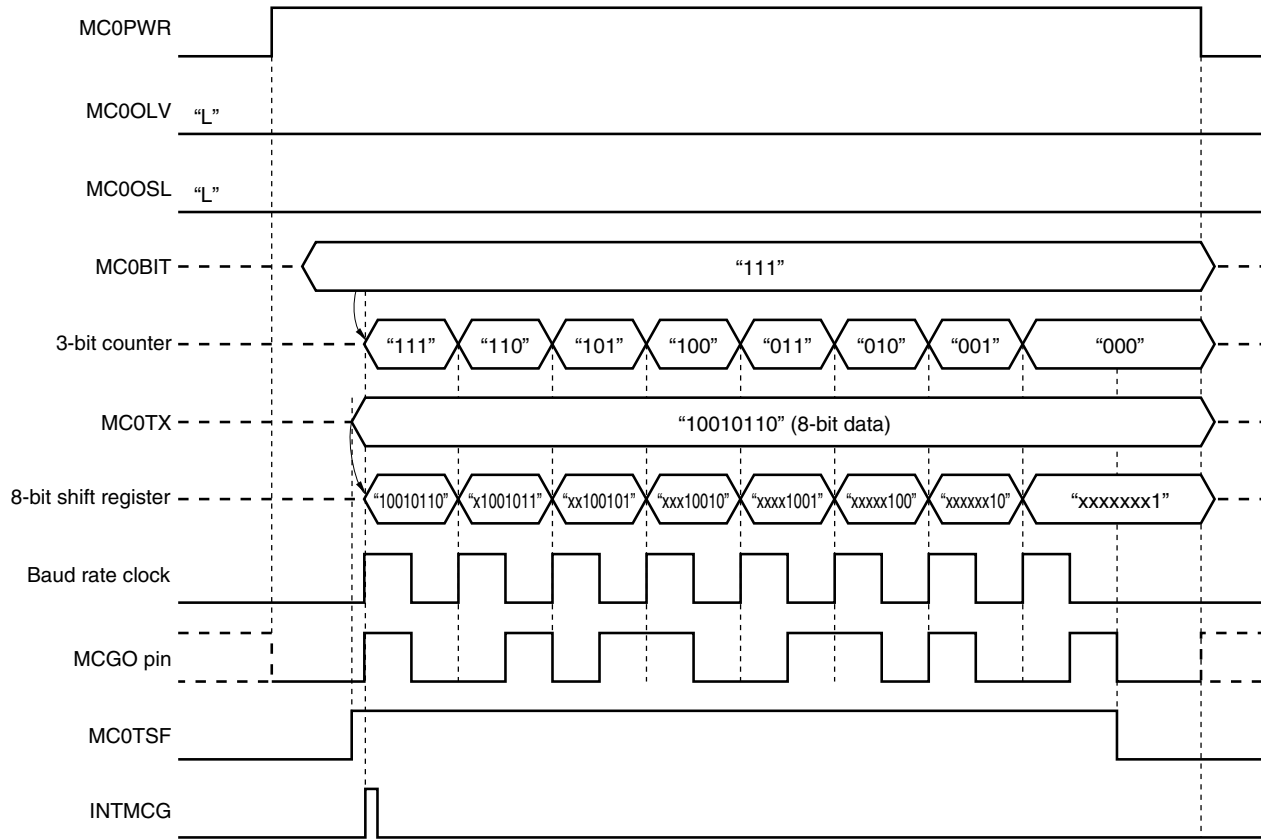 MC0PWR
MC0OLV “L”
MC0OSL “L”
MC0BIT “111”
3-bit counter “111” “110” “101” “100” “011” “010” “001” “000”
MC0TX “10010110” (8-bit data)
8-bit shift register “10010110” “x1001011” “xx100101” “xxx10010” “xxxx1001” “xxxxx100” “xxxxxx10” “xxxxxxx1”
Baud rate clock
MCGO pin
MC0TSF
INTMCG